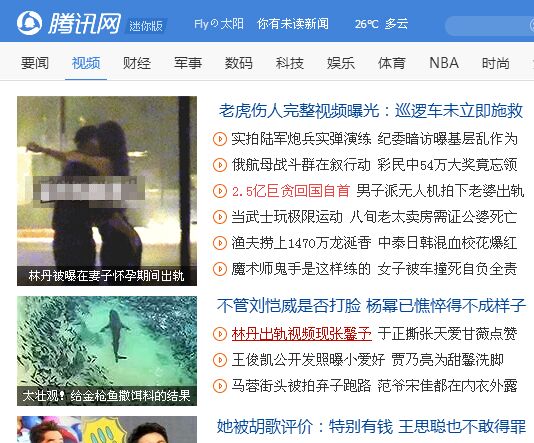 腾讯网 迷你版 Flyの太阳 你有未读新闻 26℃ 多云
要闻 视频 财经 军事 数码 科技 娱乐 体育 NBA 时尚
林丹被曝在妻子怀孕期间出轨
太壮观！给金枪鱼撒饵料的结果
老虎伤人完整视频曝光：巡逻车未立即施救
实拍陆军炮兵实弹演练 纪委暗访曝基层乱作为
俄航母战斗群在叙行动 彩民中54万大奖竟忘领
2.5亿巨贪回国自首 男子派无人机拍下老婆出轨
当武士玩极限运动 八旬老太卖房需证公婆死亡
渔夫捞上1470万龙涎香 中泰日韩混血校花爆红
魔术师鬼手是这样练的 女子被车撞死自负全责
不管刘恺威是否打脸 杨幂已憔悴得不成样子
林丹出轨视频现张馨予 于正撕张天爱甘薇点赞
王俊凯公开发照曝小爱好 贾乃亮为甜馨洗脚
马蓉街头被拍弃子跑路 范爷宋佳都在内衣外露
她被胡歌评价：特别有钱 王思聪也不敢得罪